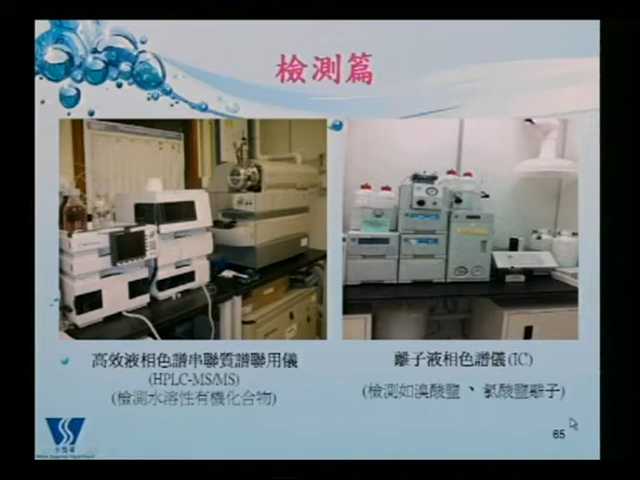 檢測篇
高效液相色譜串聯質譜聯用儀
(HPLC-MS/MS)
(檢測水溶性有機化合物)
離子液相色譜儀(IC)
(檢測如溴酸鹽、氯酸鹽離子)
65